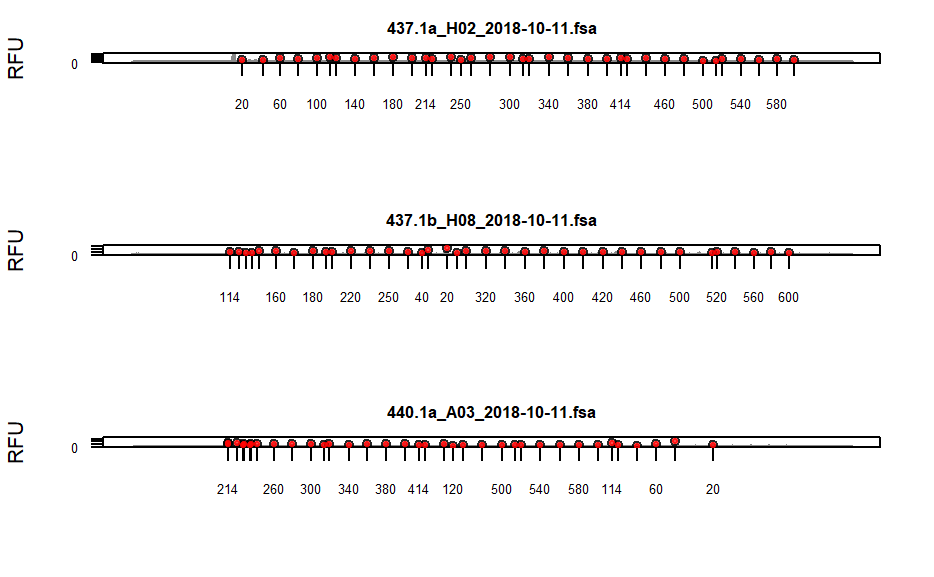 437.1a_H02_2018-10-11.fsa
RFU
0
20 60 100 140 180 214 250 300 340 380 414 460 500 540 580
437.1b_H08_2018-10-11.fsa
RFU
0
114 160 180 220 250 40 20 320 360 400 420 460 500 520 560 600
440.1a_A03_2018-10-11.fsa
RFU
0
214 260 300 340 380 414 120 500 540 580 114 60 20